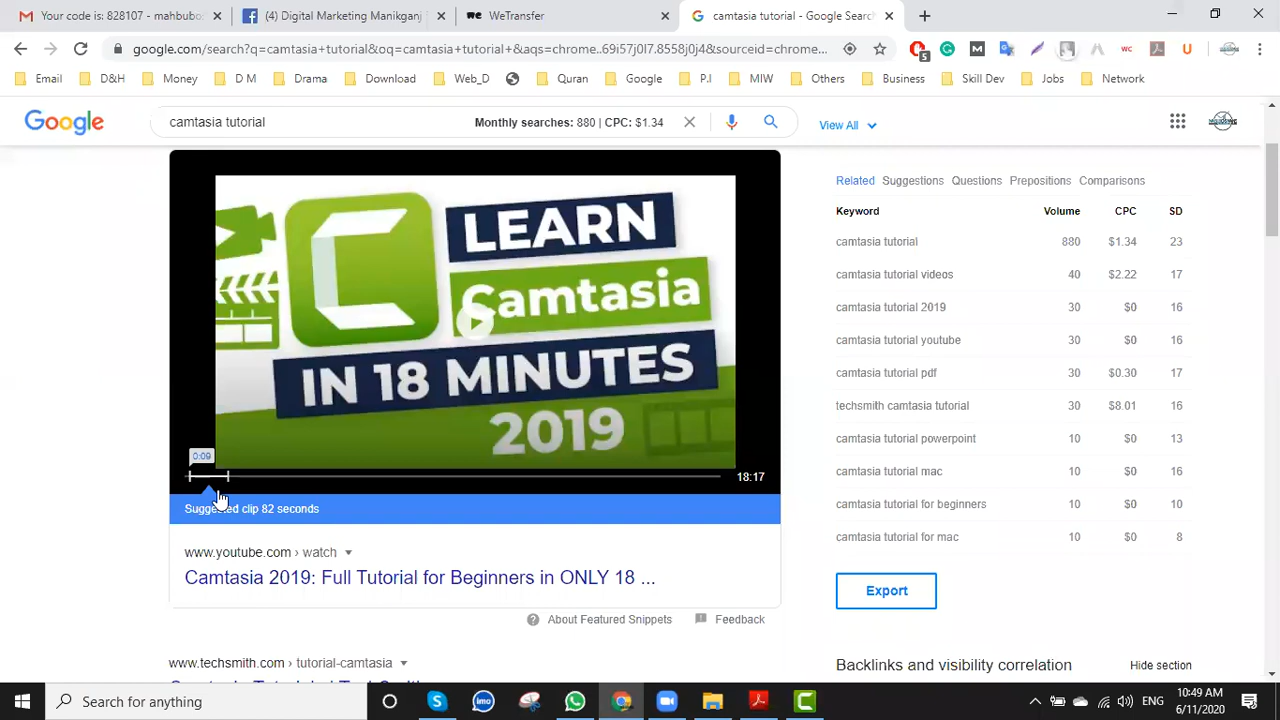 Your code: 828107 - mahbubo
(4) Digital Marketing Manikganj
WeTransfer
camtasia tutorial - Google Searc
google.com/search?q=camtasia+tutorial&oq=camtasia+tutorial+&aqs=chrome..69i57j0l7.8558j0j4&sourceid=chrome...
5
Email
D&H
Money
D M
Drama
Download
Web_D
Quran
Google
P.I
MIW
Others
Business
Skill Dev
Jobs
Network
Google
camtasia tutorial
Monthly searches: 880 | CPC: $1.34
View All
LEARN
Camtasia
IN 18 MINUTES
2019
0:09
18:17
Suggested clip 82 seconds
www.youtube.com › watch
Camtasia 2019: Full Tutorial for Beginners in ONLY 18 ...
About Featured Snippets
Feedback
www.techsmith.com › tutorial-camtasia
Related Suggestions Questions Prepositions Comparisons
Keyword Volume CPC SD
camtasia tutorial 880 $1.34 23
camtasia tutorial videos 40 $2.22 17
camtasia tutorial 2019 30 $0 16
camtasia tutorial youtube 30 $0 16
camtasia tutorial pdf 30 $0.30 17
techsmith camtasia tutorial 30 $8.01 16
camtasia tutorial powerpoint 10 $0 13
camtasia tutorial mac 10 $0 16
camtasia tutorial for beginners 10 $0 10
camtasia tutorial for mac 10 $0 8
Export
Backlinks and visibility correlation
Hide section
Search for anything
ENG
10:49 AM
6/11/2020